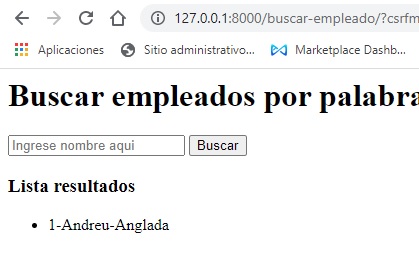 127.0.0.1:8000/buscar-empleado/?csrfm
Aplicaciones Sitio administrativo... Marketplace Dashb...
Buscar empleados por palabra
Ingrese nombre aqui Buscar
Lista resultados
1-Andreu-Anglada